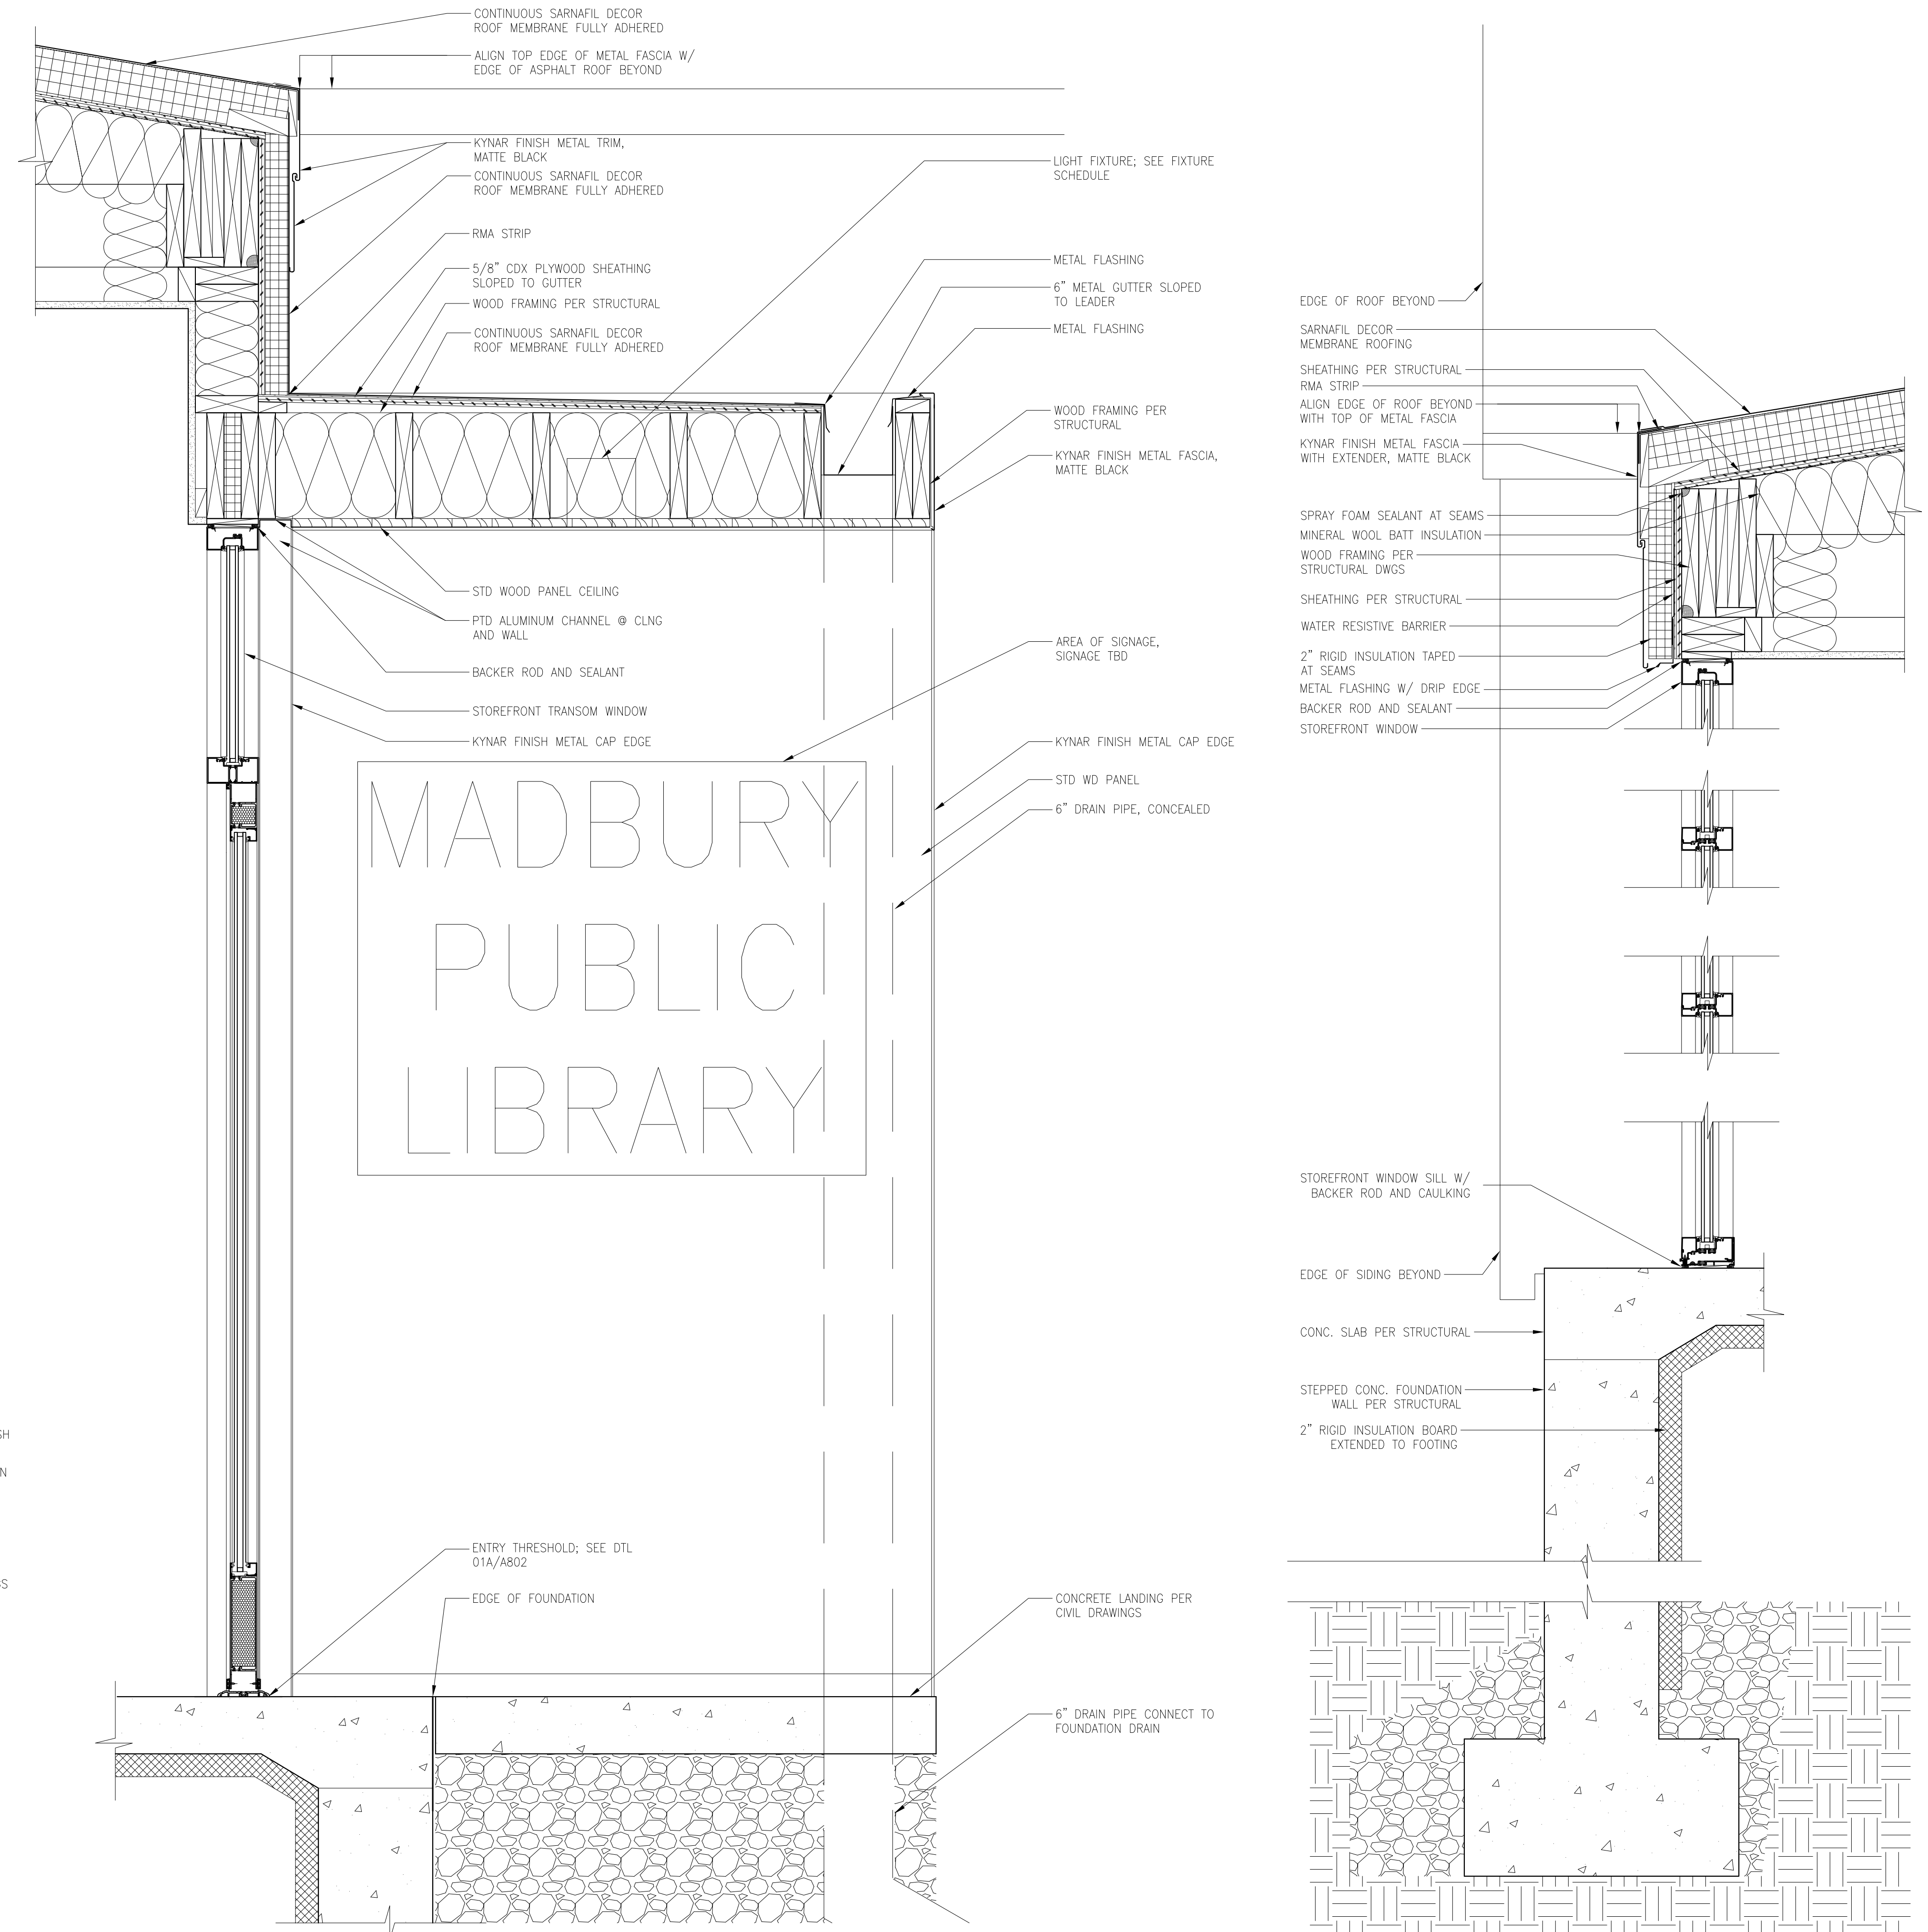 CONTINUOUS SARNAFIL DECOR
ROOF MEMBRANE FULLY ADHERED
ALIGN TOP EDGE OF METAL FASCIA W/
EDGE OF ASPHALT ROOF BEYOND
KYNAR FINISH METAL TRIM,
MATTE BLACK
CONTINUOUS SARNAFIL DECOR
ROOF MEMBRANE FULLY ADHERED
RMA STRIP
5/8" CDX PLYWOOD SHEATHING
SLOPED TO GUTTER
WOOD FRAMING PER STRUCTURAL
CONTINUOUS SARNAFIL DECOR
ROOF MEMBRANE FULLY ADHERED
STD WOOD PANEL CEILING
PTD ALUMINUM CHANNEL @ CLNG
AND WALL
BACKER ROD AND SEALANT
STOREFRONT TRANSOM WINDOW
KYNAR FINISH METAL CAP EDGE
MADBURY
PUBLIC
LIBRARY
ENTRY THRESHOLD; SEE DTL
01A/A802
EDGE OF FOUNDATION
LIGHT FIXTURE; SEE FIXTURE
SCHEDULE
METAL FLASHING
6" METAL GUTTER SLOPED
TO LEADER
METAL FLASHING
WOOD FRAMING PER
STRUCTURAL
KYNAR FINISH METAL FASCIA,
MATTE BLACK
AREA OF SIGNAGE,
SIGNAGE TBD
KYNAR FINISH METAL CAP EDGE
STD WD PANEL
6" DRAIN PIPE, CONCEALED
CONCRETE LANDING PER
CIVIL DRAWINGS
6" DRAIN PIPE CONNECT TO
FOUNDATION DRAIN
EDGE OF ROOF BEYOND
SARNAFIL DECOR
MEMBRANE ROOFING
SHEATHING PER STRUCTURAL
RMA STRIP
ALIGN EDGE OF ROOF BEYOND
WITH TOP OF METAL FASCIA
KYNAR FINISH METAL FASCIA
WITH EXTENDER, MATTE BLACK
SPRAY FOAM SEALANT AT SEAMS
MINERAL WOOL BATT INSULATION
WOOD FRAMING PER
STRUCTURAL DWGS
SHEATHING PER STRUCTURAL
WATER RESISTIVE BARRIER
2" RIGID INSULATION TAPED
AT SEAMS
METAL FLASHING W/ DRIP EDGE
BACKER ROD AND SEALANT
STOREFRONT WINDOW
STOREFRONT WINDOW SILL W/
BACKER ROD AND CAULKING
EDGE OF SIDING BEYOND
CONC. SLAB PER STRUCTURAL
STEPPED CONC. FOUNDATION
WALL PER STRUCTURAL
2" RIGID INSULATION BOARD
EXTENDED TO FOOTING